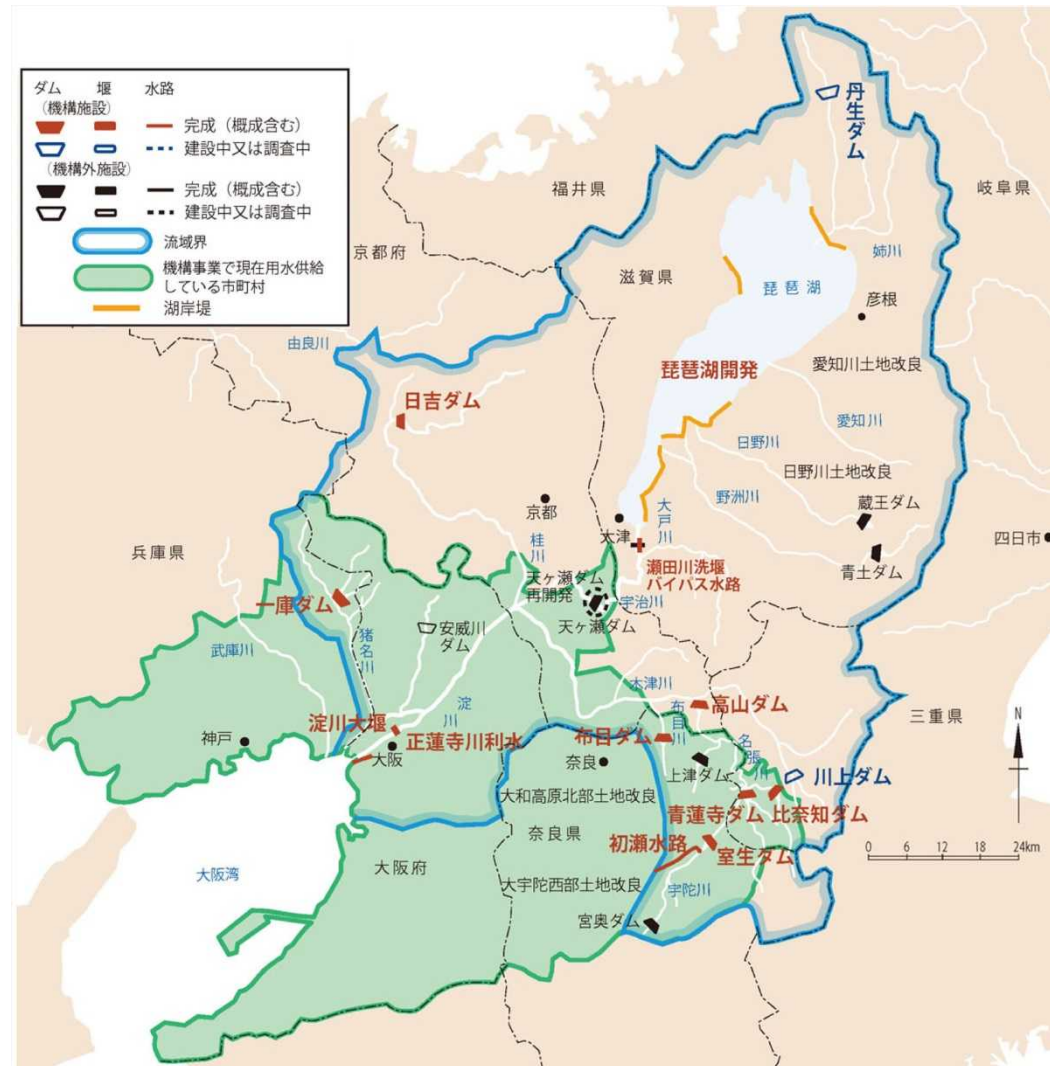 ダム 堰 水路
(機構施設)
完成（概成含む）
建設中又は調査中
(機構外施設)
完成（概成含む）
建設中又は調査中
流域界
機構事業で現在用水供給
している市町村
湖岸堤
丹生ダム
福井県
岐阜県
京都府
滋賀県
姉川
琵琶湖
彦根
由良川
琵琶湖開発
愛知川土地改良
日吉ダム
愛知川
日野川
日野川土地改良
野洲川
蔵王ダム
京都
大津
大戸川
四日市
兵庫県
桂川
瀬田川洗堰
バイパス水路
青土ダム
天ヶ瀬ダム
再開発
宇治川
一庫ダム
天ヶ瀬ダム
安威川
ダム
猪名川
武庫川
木津川
淀川
高山ダム
布目川
三重県
N
淀川大堰
正蓮寺川利水
布目ダム
名張川
神戸
大阪
奈良
上津ダム
川上ダム
大和高原北部土地改良
青蓮寺ダム
比奈知ダム
奈良県
初瀬水路
室生ダム
0 6 12 18 24km
大阪府
大阪湾
大宇陀西部土地改良
宇陀川
宮奥ダム